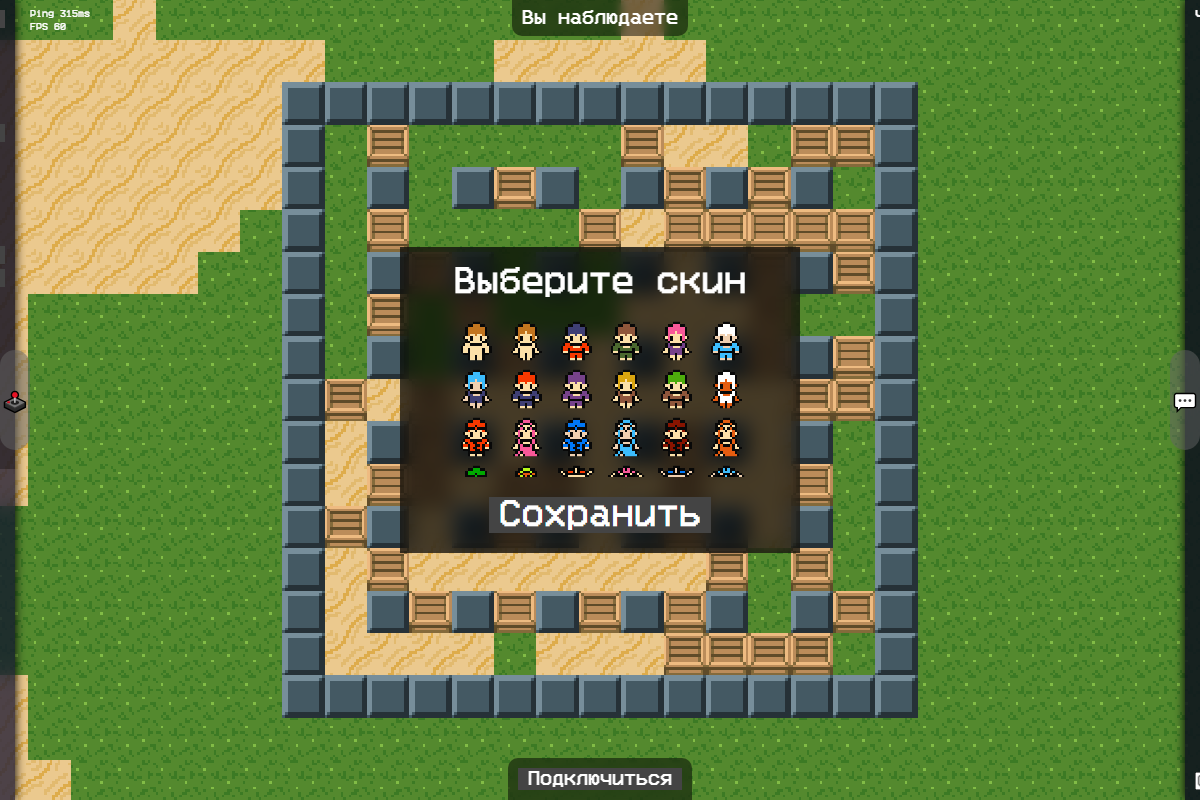 Ping 315ms
FPS 60
Вы наблюдаете
Выберите скин
Сохранить
Подключиться